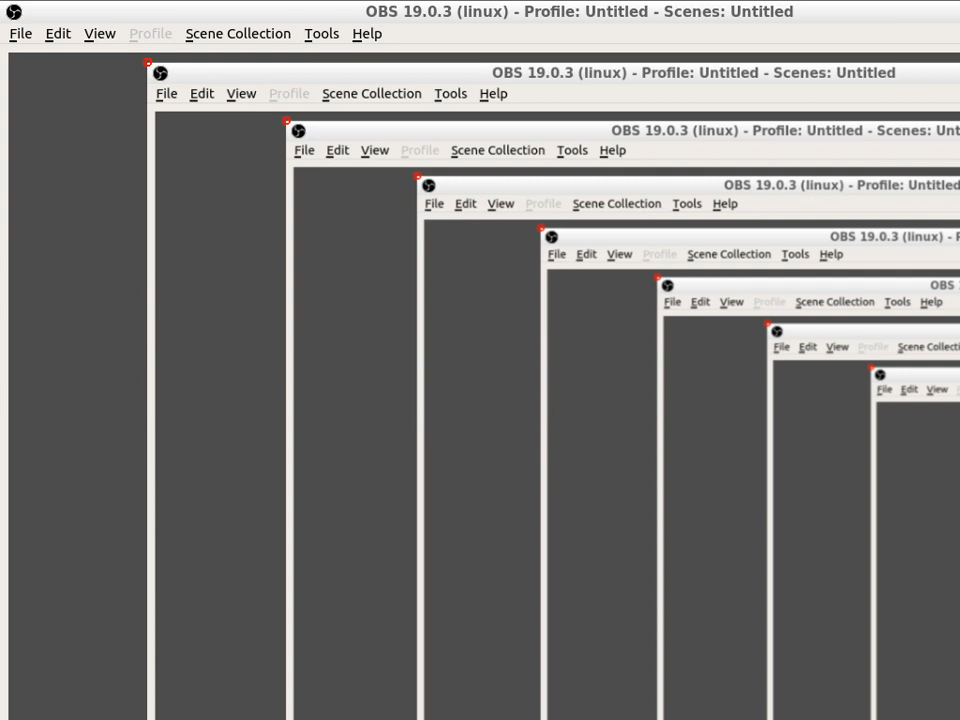 OBS 19.0.3 (linux) - Profile: Untitled - Scenes: Untitled
File Edit View Profile Scene Collection Tools Help
OBS 19.0.3 (linux) - Profile: Untitled - Scenes: Untitled
File Edit View Profile Scene Collection Tools Help
OBS 19.0.3 (linux) - Profile: Untitled - Scenes: Unt
File Edit View Profile Scene Collection Tools Help
OBS 19.0.3 (linux) - Profile: Untitled
File Edit View Profile Scene Collection Tools Help
OBS 19.0.3 (linux) - P
File Edit View Profile Scene Collection Tools Help
OBS 1
File Edit View Profile Scene Collection Tools Help
File Edit View Profile Scene Collecti
File Edit View